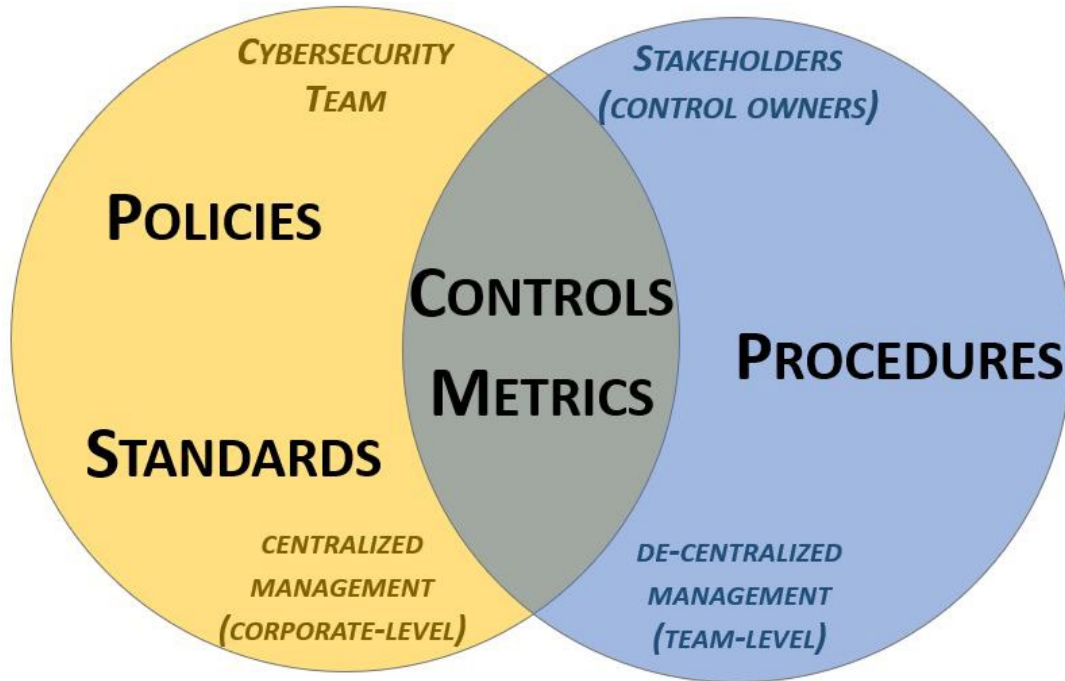 CYBERSECURITY
TEAM
STAKEHOLDERS
(CONTROL OWNERS)
POLICIES
CONTROLS
METRICS
PROCEDURES
STANDARDS
CENTRALIZED
MANAGEMENT
(CORPORATE-LEVEL)
DE-CENTRALIZED
MANAGEMENT
(TEAM-LEVEL)